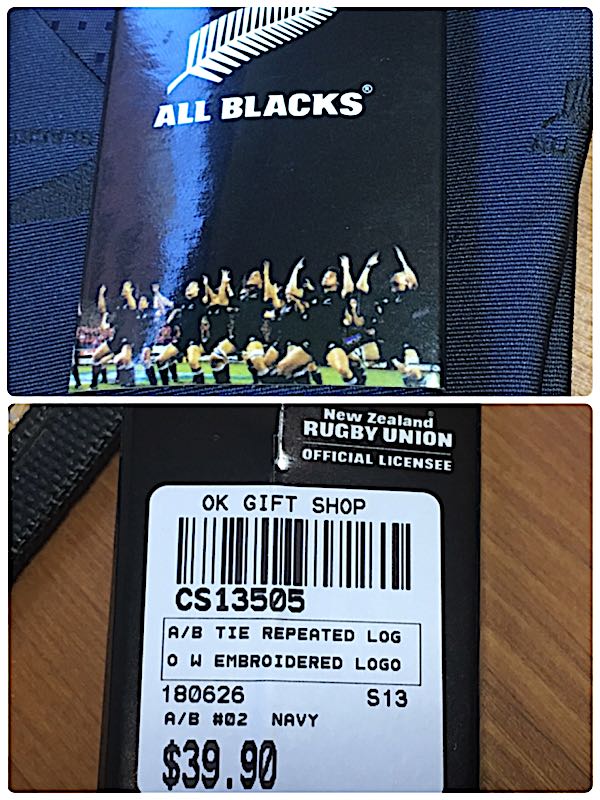 ALL BLACKS®
New Zealand
RUGBY UNION
OFFICIAL LICENSEE
OK GIFT SHOP
CS13505
A/B TIE REPEATED LOG
O W EMBROIDERED LOGO
180626 S13
A/B #02 NAVY
$39.90